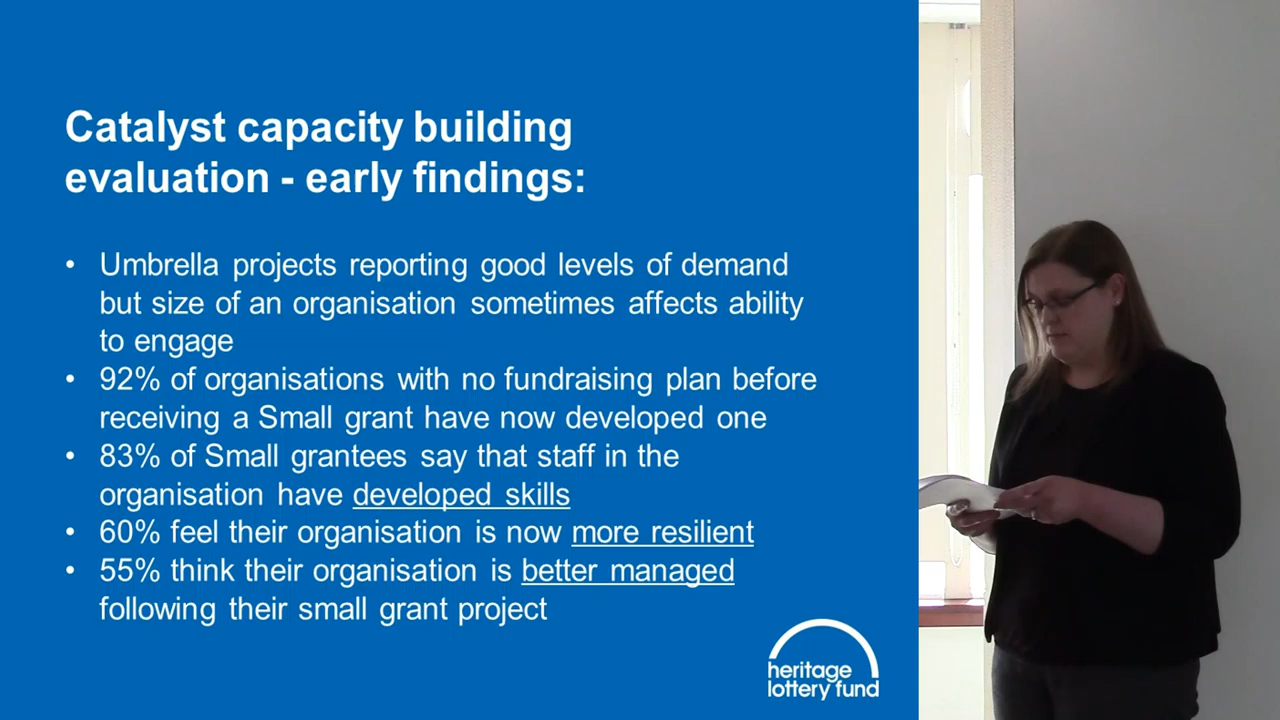 Catalyst capacity building
evaluation - early findings:
• Umbrella projects reporting good levels of demand
but size of an organisation sometimes affects ability
to engage
• 92% of organisations with no fundraising plan before
receiving a Small grant have now developed one
• 83% of Small grantees say that staff in the
organisation have developed skills
• 60% feel their organisation is now more resilient
• 55% think their organisation is better managed
following their small grant project
heritage
lottery fund